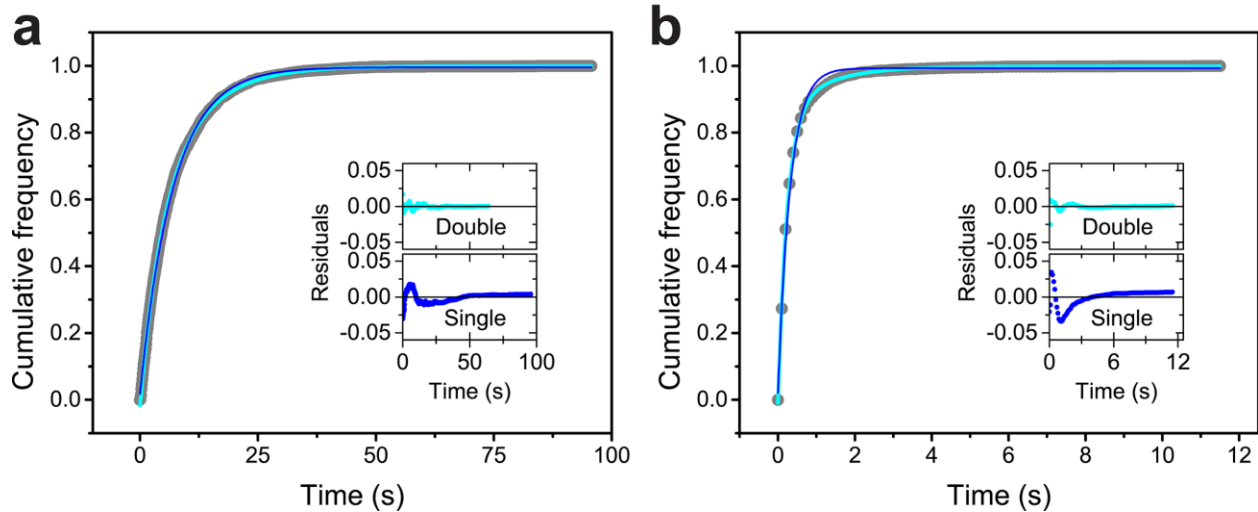 a
Cumulative frequency
1.0
0.8
0.6
0.4
0.2
0.0
0 25 50 75 100
Time (s)
Residuals
0.05
0.00
-0.05
Double
0.05
0.00
-0.05
Single
0 50 100
Time (s)
b
Cumulative frequency
1.0
0.8
0.6
0.4
0.2
0.0
0 2 4 6 8 10 12
Time (s)
Residuals
0.05
0.00
-0.05
Double
0.05
0.00
-0.05
Single
0 6 12
Time (s)